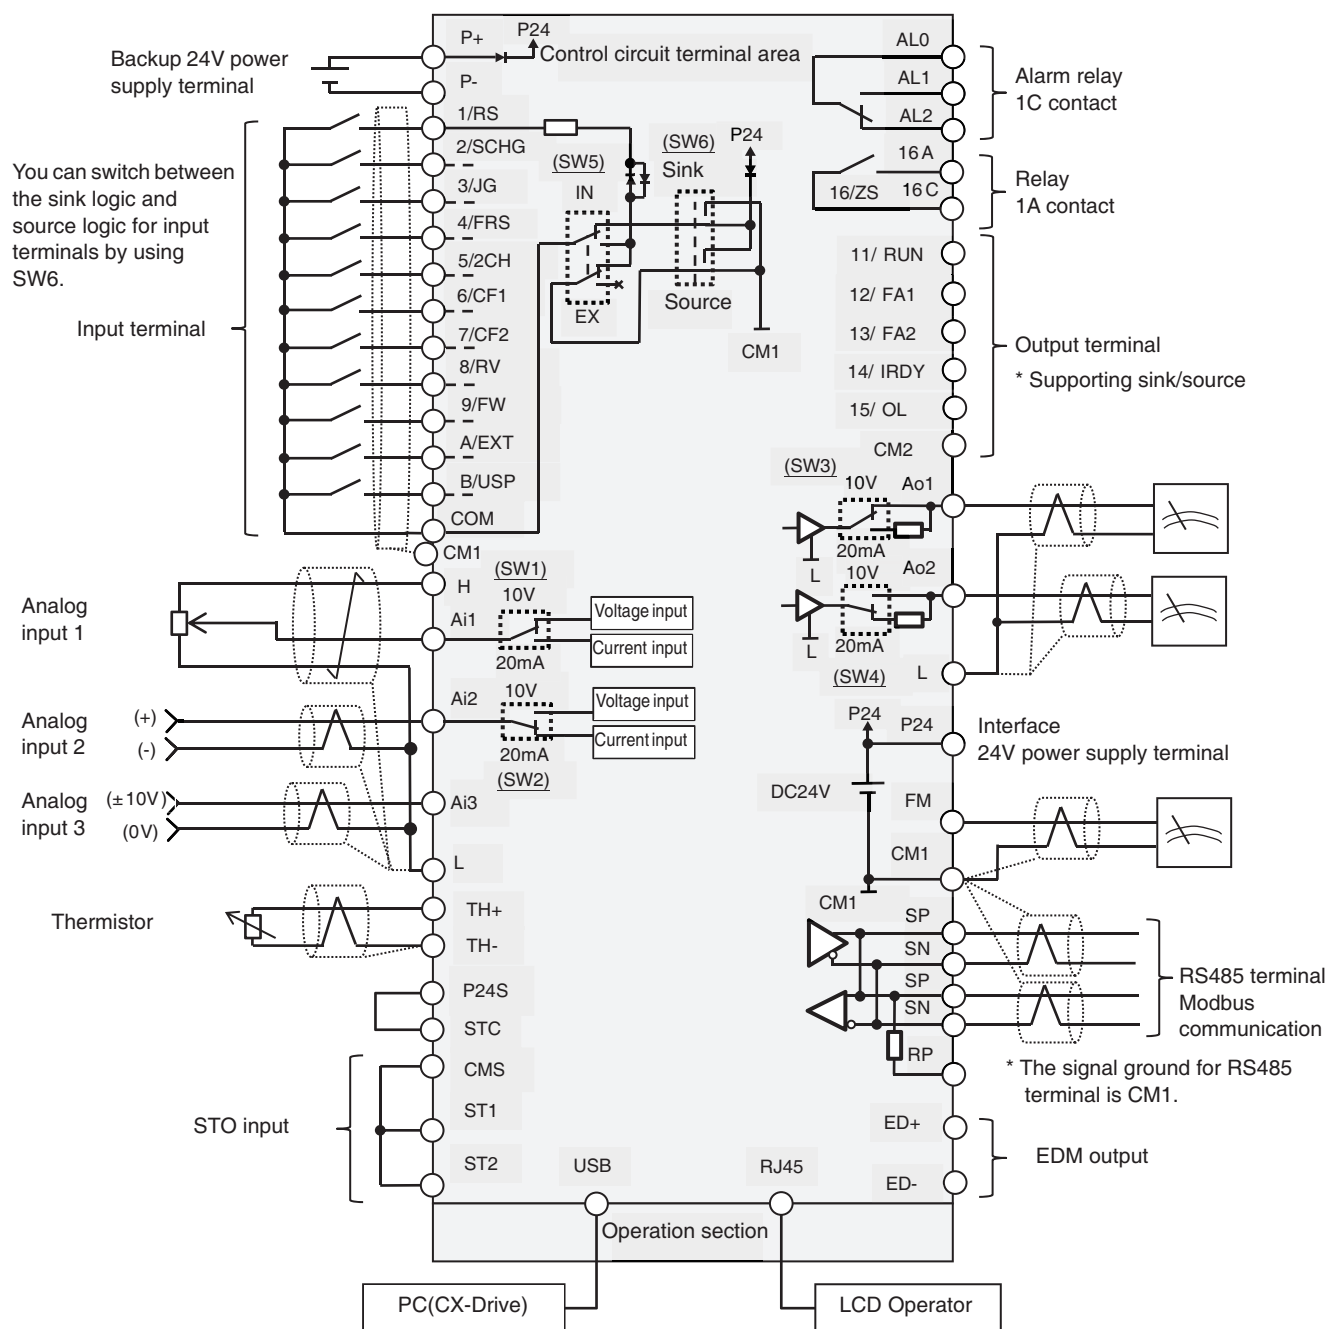 Backup 24V power
supply terminal
P+
P24
Control circuit terminal area
P-
AL0
AL1
AL2
Alarm relay
1C contact
1/RS
2/SCHG
3/JG
4/FRS
5/2CH
6/CF1
7/CF2
8/RV
9/FW
A/EXT
B/USP
COM
CM1
You can switch between
the sink logic and
source logic for input
terminals by using
SW6.
Input terminal
(SW5)
IN
EX
(SW6)
Sink
Source
P24
CM1
16 A
16/ZS
16 C
Relay
1A contact
11/ RUN
12/ FA1
13/ FA2
14/ IRDY
15/ OL
CM2
Output terminal
* Supporting sink/source
(SW3)
10V
Ao1
20mA
L
10V
Ao2
20mA
L
(SW4)
L
Analog
input 1
H
Ai1
(SW1)
10V
20mA
Voltage input
Current input
Analog
input 2
(+)
(-)
Ai2
10V
20mA
(SW2)
Voltage input
Current input
Analog
input 3
(±10V)
(0V)
Ai3
L
P24
P24
Interface
24V power supply terminal
DC24V
FM
CM1
CM1
Thermistor
TH+
TH-
SP
SN
SP
SN
RP
RS485 terminal
Modbus
communication
* The signal ground for RS485
terminal is CM1.
P24S
STC
CMS
ST1
ST2
STO input
ED+
ED-
EDM output
USB
RJ45
Operation section
PC(CX-Drive)
LCD Operator